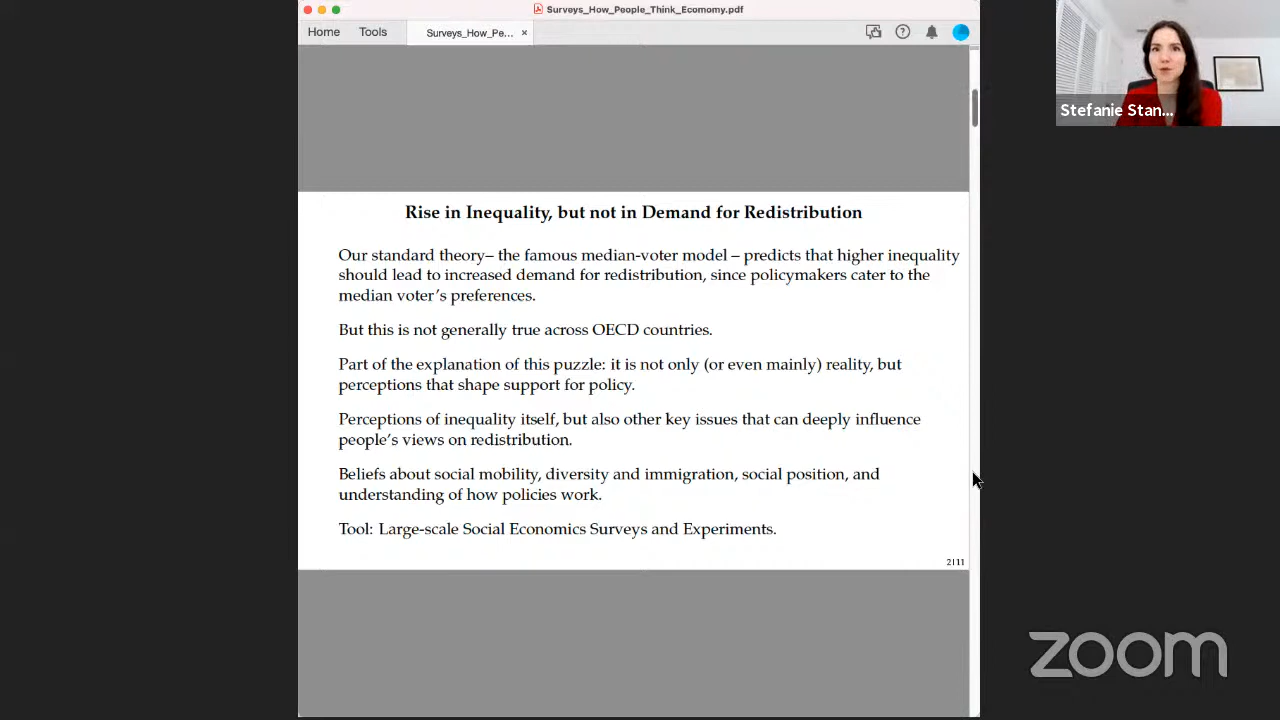 Surveys_How_People_Think_Economy.pdf
Home Tools Surveys_How_Pe... ×
Stefanie Stan...
Rise in Inequality, but not in Demand for Redistribution
Our standard theory– the famous median-voter model – predicts that higher inequality
should lead to increased demand for redistribution, since policymakers cater to the
median voter's preferences.
But this is not generally true across OECD countries.
Part of the explanation of this puzzle: it is not only (or even mainly) reality, but
perceptions that shape support for policy.
Perceptions of inequality itself, but also other key issues that can deeply influence
people's views on redistribution.
Beliefs about social mobility, diversity and immigration, social position, and
understanding of how policies work.
Tool: Large-scale Social Economics Surveys and Experiments.
2|11
zoom